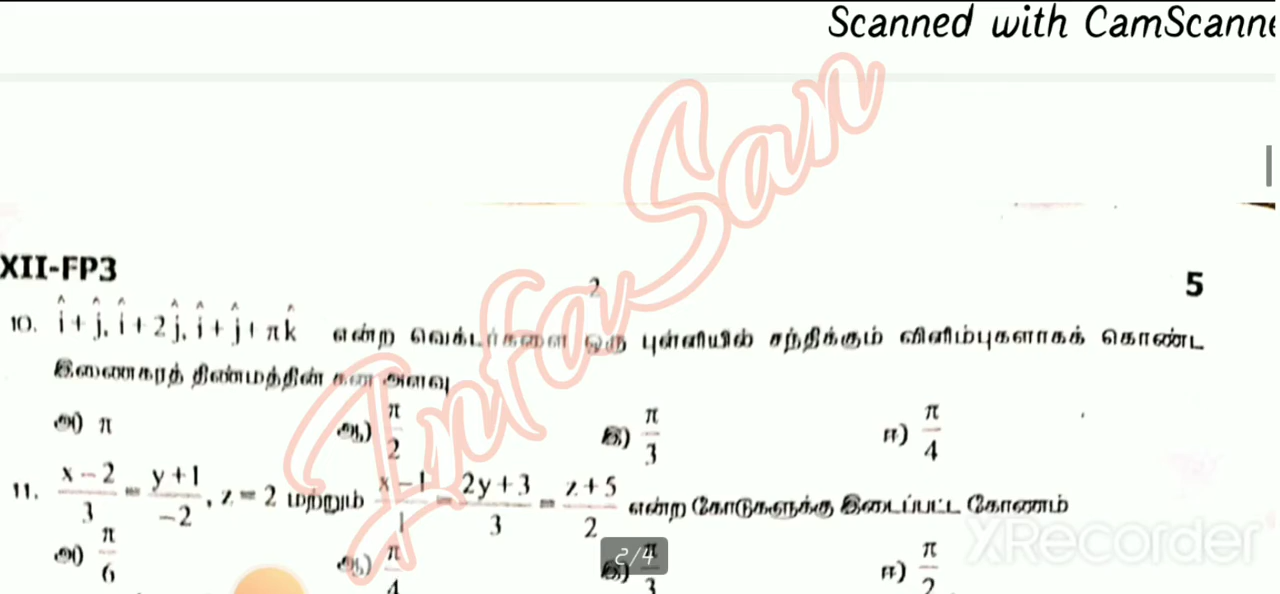 Scanned with CamScanne
InfaSan
XII-FP3
2
5
10. î + ĵ, î + 2ĵ, î + ĵ + πk̂ என்ற வெக்டர்களை ஒரு புள்ளியில் சந்திக்கும் விளிம்புகளாகக் கொண்ட
இணைகரத் திண்மத்தின் கன அளவு
அ) π ஆ) π/2 இ) π/3 ஈ) π/4
11. (x − 2)/3 = (y + 1)/−2, z = 2 மற்றும் (x − 1)/1 = (2y + 3)/3 = (z + 5)/2 என்ற கோடுகளுக்கு இடைப்பட்ட கோணம்
அ) π/6 ஆ) π/4 இ) π/3 ஈ) π/2
2/4
XRecorder